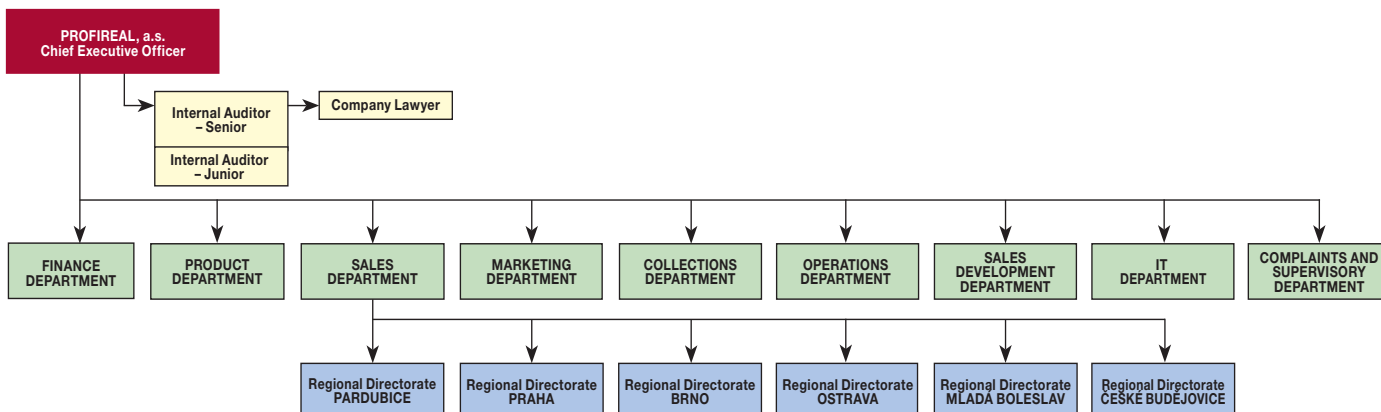 PROFIREAL, a.s.
Chief Executive Officer
Internal Auditor
– Senior
Company Lawyer
Internal Auditor
– Junior
FINANCE
DEPARTMENT
PRODUCT
DEPARTMENT
SALES
DEPARTMENT
MARKETING
DEPARTMENT
COLLECTIONS
DEPARTMENT
OPERATIONS
DEPARTMENT
SALES
DEVELOPMENT
DEPARTMENT
IT
DEPARTMENT
COMPLAINTS AND
SUPERVISORY
DEPARTMENT
Regional Directorate
PARDUBICE
Regional Directorate
PRAHA
Regional Directorate
BRNO
Regional Directorate
OSTRAVA
Regional Directorate
MLADÁ BOLESLAV
Regional Directorate
ČESKÉ BUDĚJOVICE